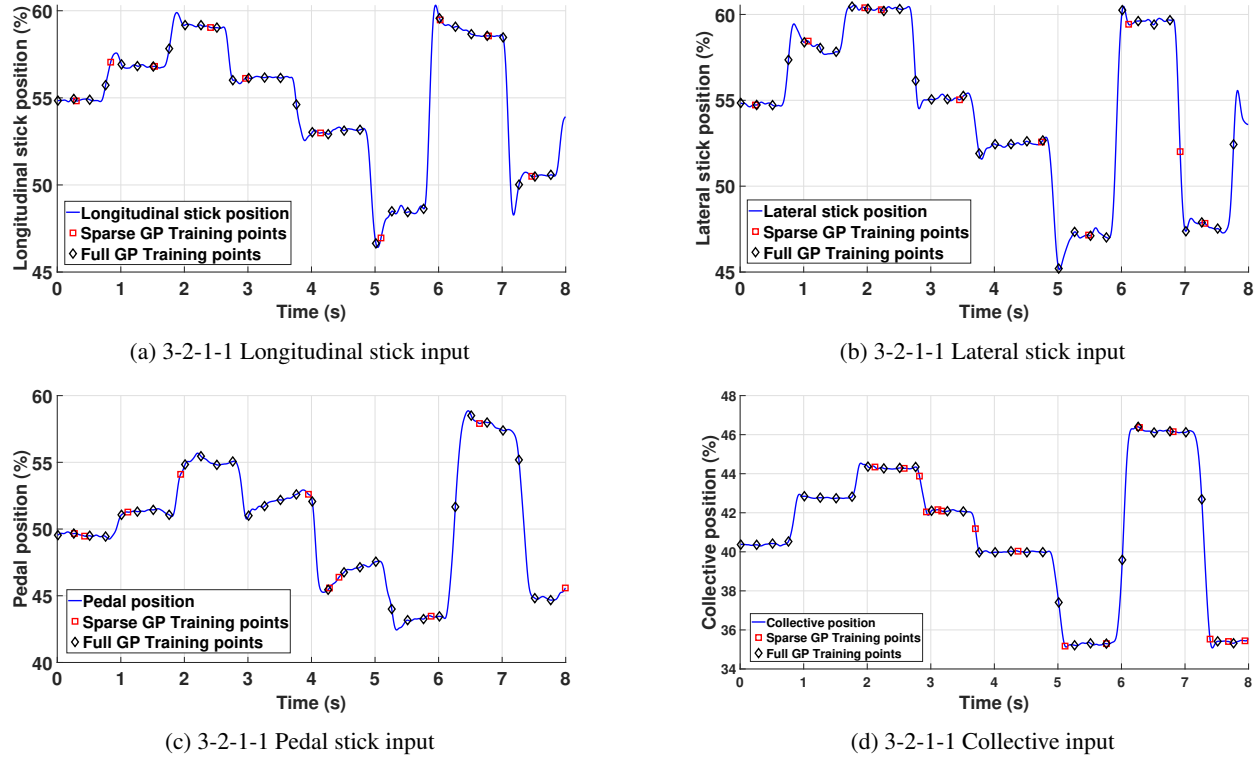 60
55
50
45
0 1 2 3 4 5 6 7 8
Longitudinal stick position (%)
Longitudinal stick position
Sparse GP Training points
Full GP Training points
Time (s)
(a) 3-2-1-1 Longitudinal stick input
60
55
50
45
0 1 2 3 4 5 6 7 8
Lateral stick position (%)
Lateral stick position
Sparse GP Training points
Full GP Training points
Time (s)
(b) 3-2-1-1 Lateral stick input
60
55
50
45
40
0 1 2 3 4 5 6 7 8
Pedal position (%)
Pedal position
Sparse GP Training points
Full GP Training points
Time (s)
(c) 3-2-1-1 Pedal stick input
48
46
44
42
40
38
36
34
0 1 2 3 4 5 6 7 8
Collective position (%)
Collective position
Sparse GP Training points
Full GP Training points
Time (s)
(d) 3-2-1-1 Collective input